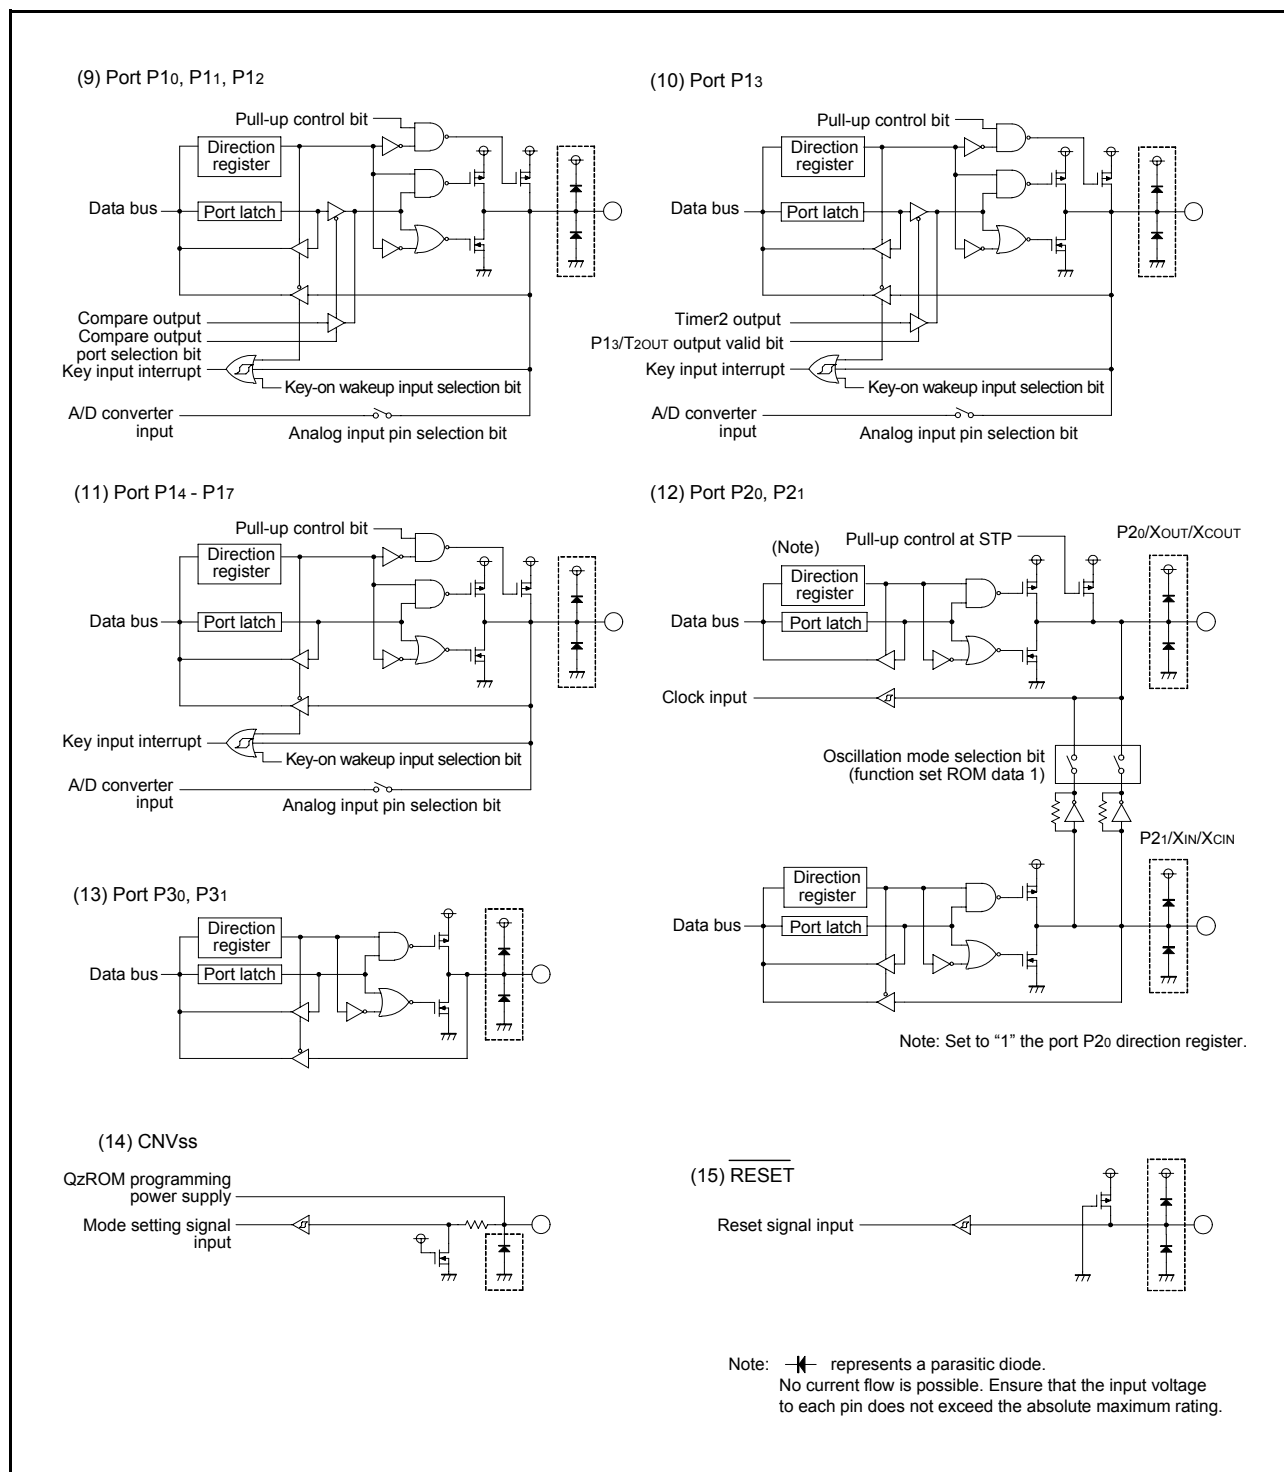 (9) Port P10, P11, P12
Pull-up control bit
Direction
register
Data bus
Port latch
Compare output
Compare output
port selection bit
Key input interrupt
Key-on wakeup input selection bit
A/D converter
input
Analog input pin selection bit
(10) Port P13
Pull-up control bit
Direction
register
Data bus
Port latch
Timer2 output
P13/T2OUT output valid bit
Key input interrupt
Key-on wakeup input selection bit
A/D converter
input
Analog input pin selection bit
(11) Port P14 - P17
Pull-up control bit
Direction
register
Data bus
Port latch
Key input interrupt
Key-on wakeup input selection bit
A/D converter
input
Analog input pin selection bit
(12) Port P20, P21
P20/XOUT/XCOUT
Pull-up control at STP
(Note)
Direction
register
Data bus
Port latch
Clock input
Oscillation mode selection bit
(function set ROM data 1)
P21/XIN/XCIN
Direction
register
Data bus
Port latch
Note: Set to “1” the port P20 direction register.
(13) Port P30, P31
Direction
register
Data bus
Port latch
(14) CNVss
QzROM programming
power supply
Mode setting signal
input
(15) RESET
Reset signal input
Note: represents a parasitic diode.
No current flow is possible. Ensure that the input voltage
to each pin does not exceed the absolute maximum rating.